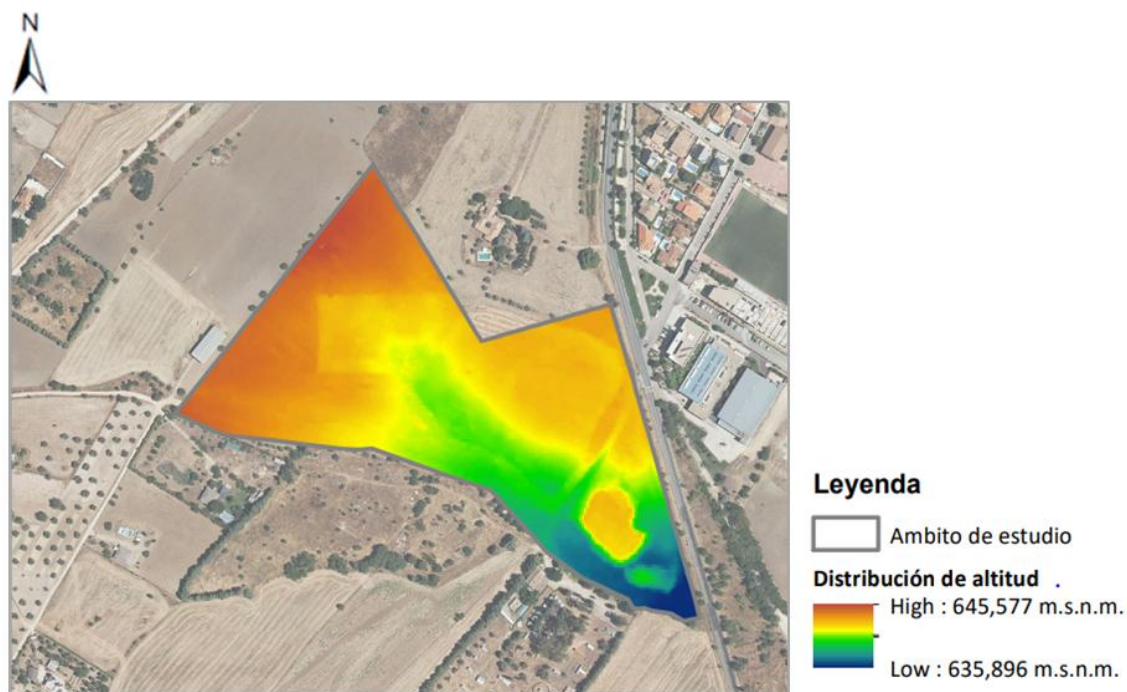 N
Leyenda
Ambito de estudio
Distribución de altitud .
High : 645,577 m.s.n.m.
Low : 635,896 m.s.n.m.